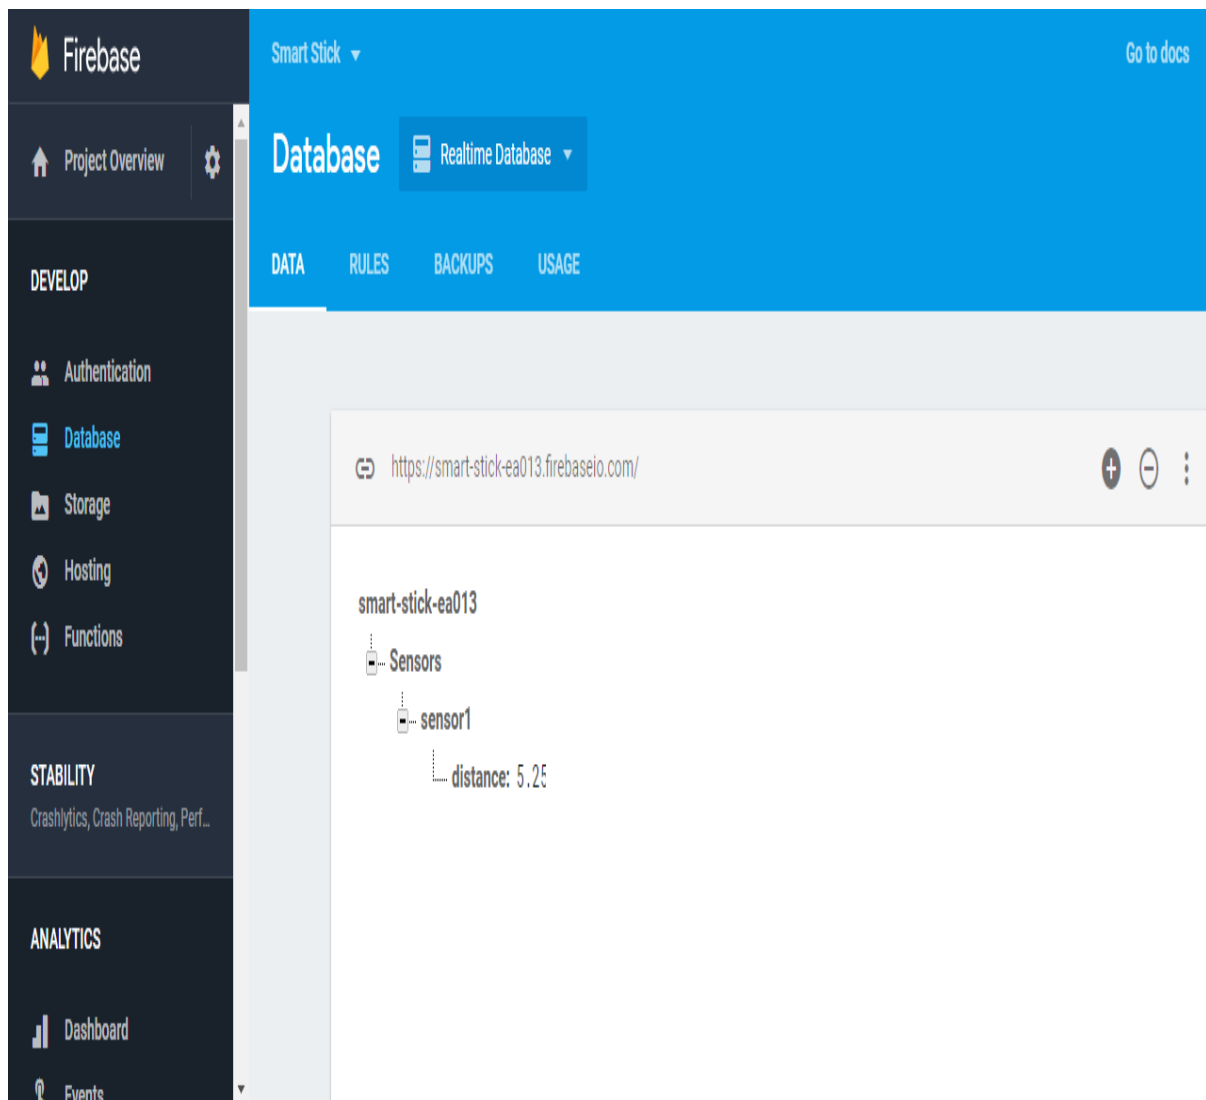 Firebase
Smart Stick
Go to docs
Project Overview
Database
Realtime Database
DATA RULES BACKUPS USAGE
DEVELOP
Authentication
Database
Storage
Hosting
Functions
STABILITY
Crashlytics, Crash Reporting, Perf...
ANALYTICS
Dashboard
Events
https://smart-stick-ea013.firebaseio.com/
smart-stick-ea013
Sensors
sensor1
distance: 5.25